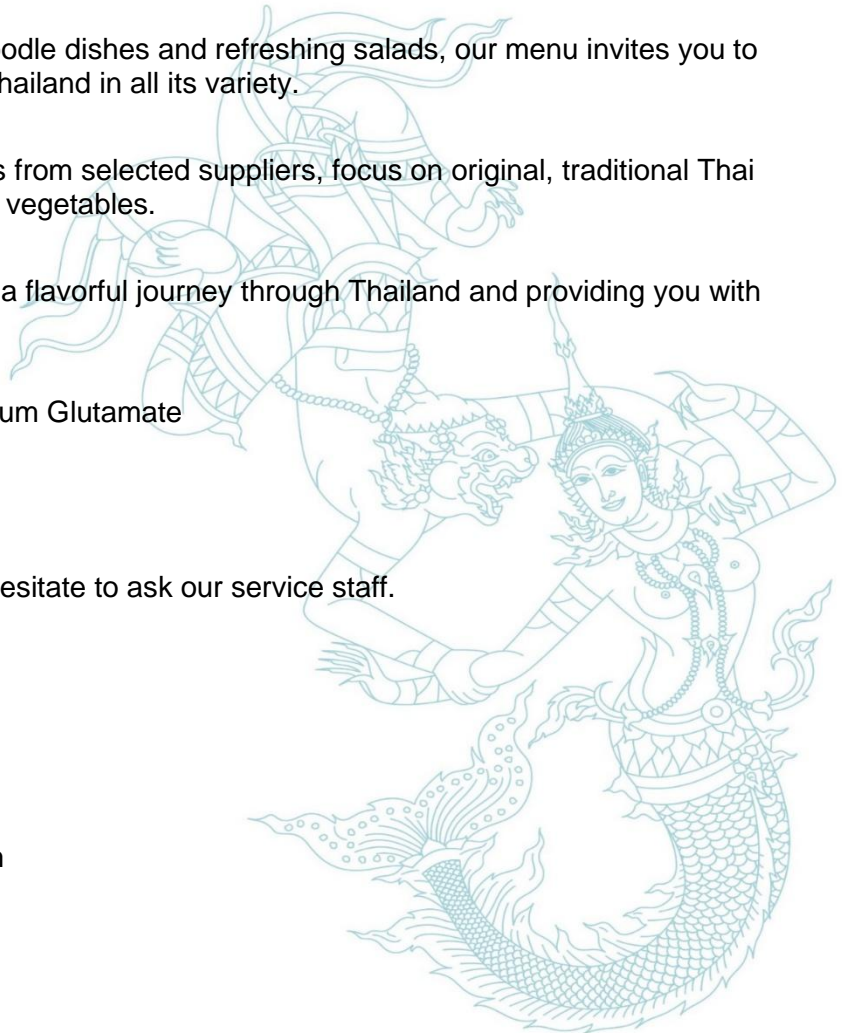 oodle dishes and refreshing salads, our menu invites you to
hailand in all its variety.
s from selected suppliers, focus on original, traditional Thai
vegetables.
a flavorful journey through Thailand and providing you with
um Glutamate
esitate to ask our service staff.